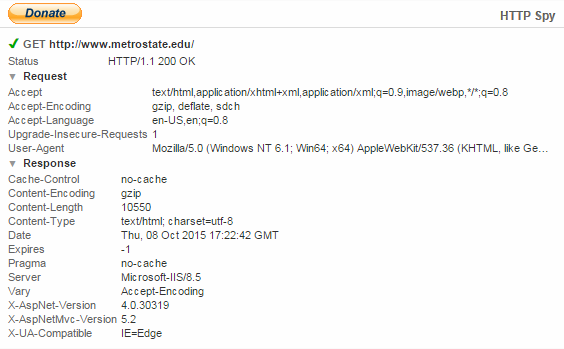 Donate
HTTP Spy
✔ GET http://www.metrostate.edu/
Status HTTP/1.1 200 OK
▼ Request
Accept text/html,application/xhtml+xml,application/xml;q=0.9,image/webp,*/*;q=0.8
Accept-Encoding gzip, deflate, sdch
Accept-Language en-US,en;q=0.8
Upgrade-Insecure-Requests 1
User-Agent Mozilla/5.0 (Windows NT 6.1; Win64; x64) AppleWebKit/537.36 (KHTML, like Ge…
▼ Response
Cache-Control no-cache
Content-Encoding gzip
Content-Length 10550
Content-Type text/html; charset=utf-8
Date Thu, 08 Oct 2015 17:22:42 GMT
Expires -1
Pragma no-cache
Server Microsoft-IIS/8.5
Vary Accept-Encoding
X-AspNet-Version 4.0.30319
X-AspNetMvc-Version 5.2
X-UA-Compatible IE=Edge